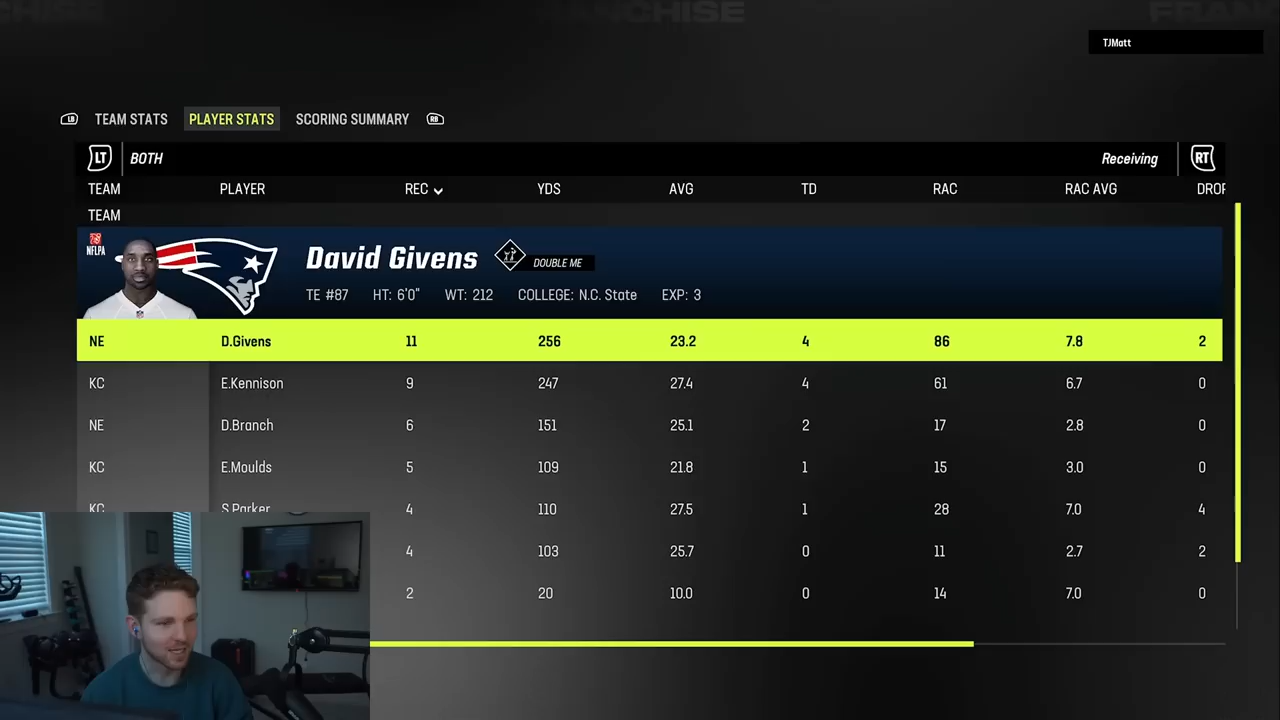 FRANCHISE
TJMatt
LB TEAM STATS PLAYER STATS SCORING SUMMARY RB
LT BOTH Receiving RT
TEAM PLAYER REC YDS AVG TD RAC RAC AVG DROP
TEAM
NFLPA
David Givens DOUBLE ME
TE #87 HT: 6'0" WT: 212 COLLEGE: N.C. State EXP: 3
NE D.Givens 11 256 23.2 4 86 7.8 2
KC E.Kennison 9 247 27.4 4 61 6.7 0
NE D.Branch 6 151 25.1 2 17 2.8 0
KC E.Moulds 5 109 21.8 1 15 3.0 0
KC S.Parker 4 110 27.5 1 28 7.0 4
4 103 25.7 0 11 2.7 2
2 20 10.0 0 14 7.0 0